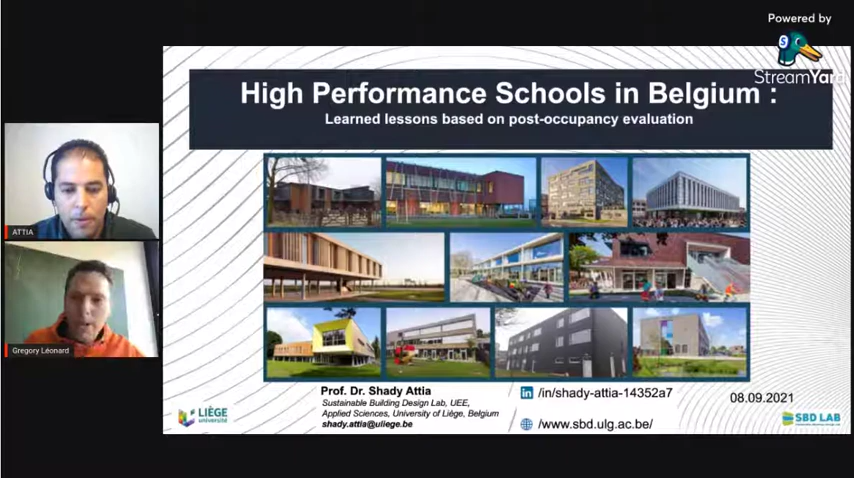 Powered by
StreamYard
High Performance Schools in Belgium :
Learned lessons based on post-occupancy evaluation
ATTIA
Gregory Léonard
Prof. Dr. Shady Attia
Sustainable Building Design Lab, UEE,
Applied Sciences, University of Liège, Belgium
shady.attia@uliege.be
/in/shady-attia-14352a7
/www.sbd.ulg.ac.be/
08.09.2021
LIÈGE
université
SBD LAB